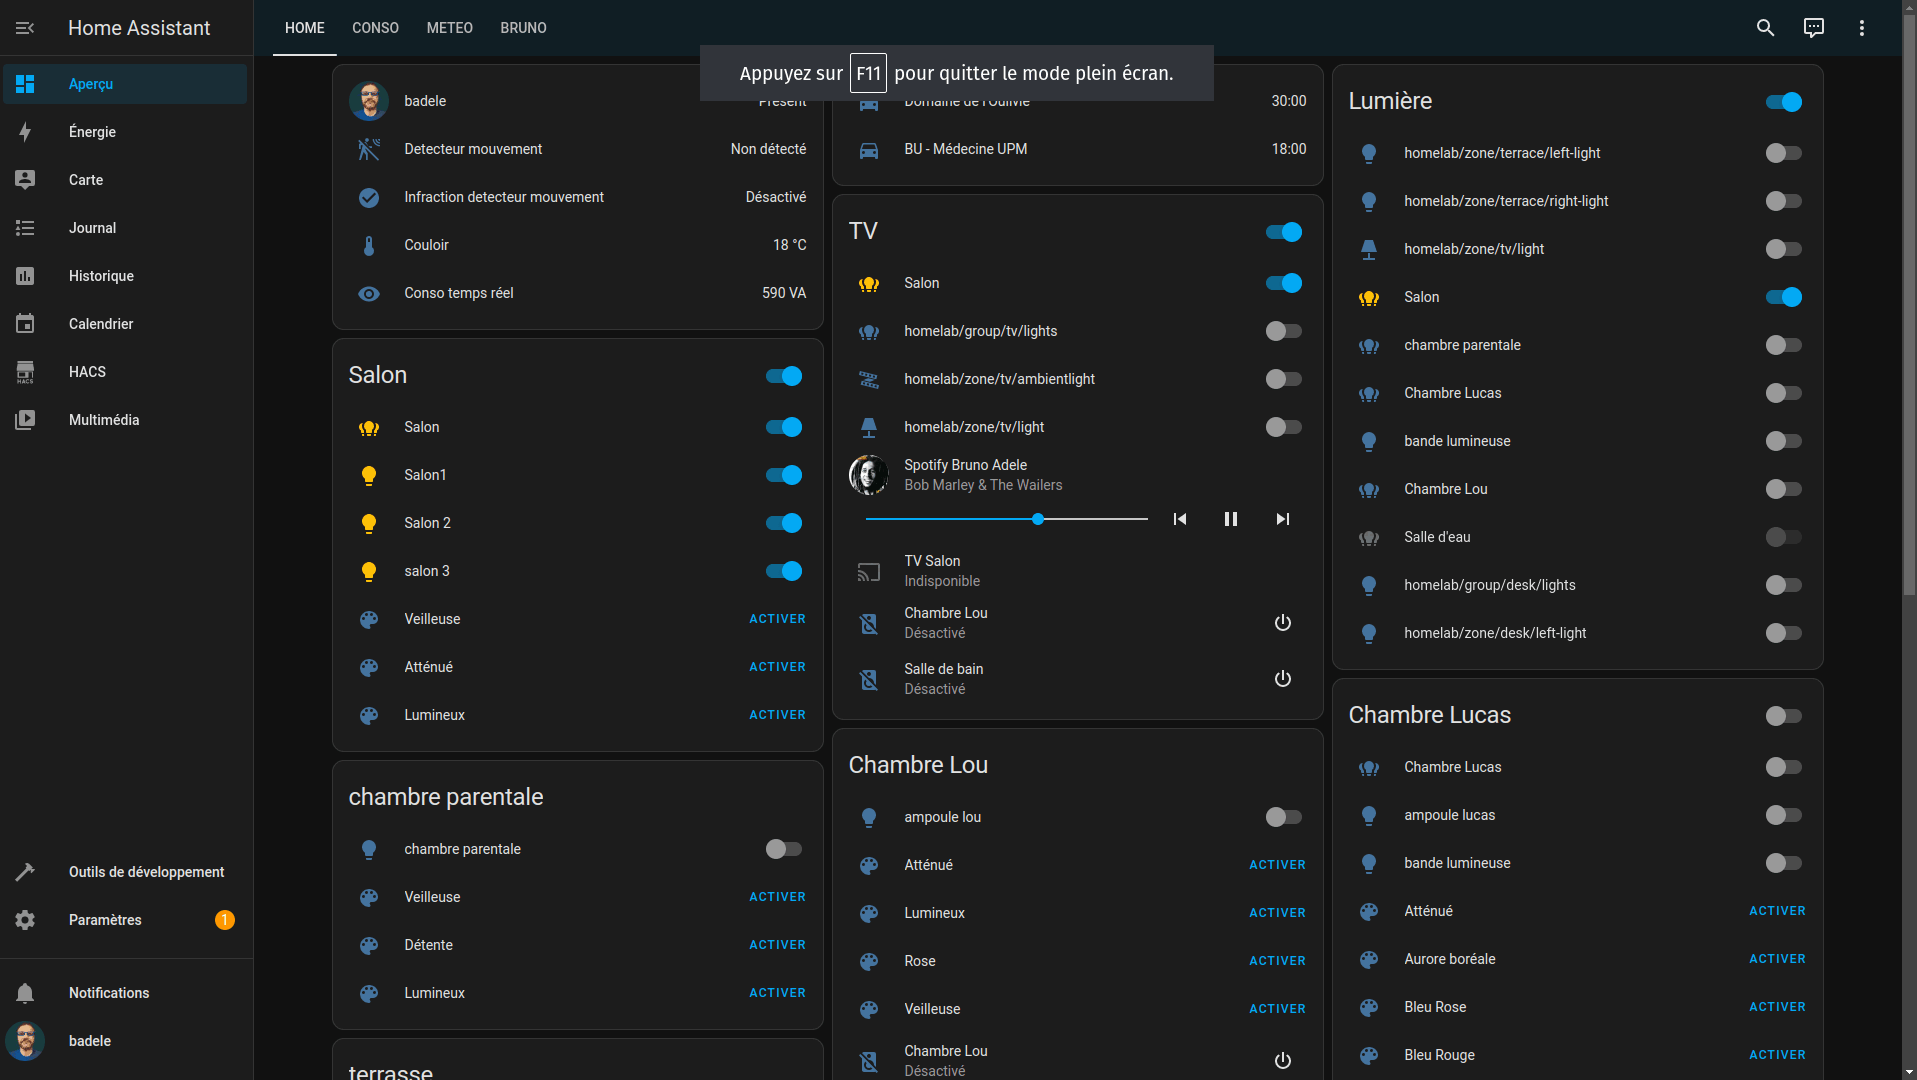 Home Assistant
Aperçu
Énergie
Carte
Journal
Historique
Calendrier
HACS
HACS
Multimédia
Outils de développement
Paramètres 1
Notifications
badele
HOME CONSO METEO BRUNO
Appuyez sur F11 pour quitter le mode plein écran.
badele Présent
Detecteur mouvement Non détecté
Infraction detecteur mouvement Désactivé
Couloir 18 °C
Conso temps réel 590 VA
Salon
Salon
Salon1
Salon 2
salon 3
Veilleuse ACTIVER
Atténué ACTIVER
Lumineux ACTIVER
chambre parentale
chambre parentale
Veilleuse ACTIVER
Détente ACTIVER
Lumineux ACTIVER
terrasse
Domaine de l'Oulivie 30:00
BU - Médecine UPM 18:00
TV
Salon
homelab/group/tv/lights
homelab/zone/tv/ambientlight
homelab/zone/tv/light
Spotify Bruno Adele
Bob Marley & The Wailers
TV Salon
Indisponible
Chambre Lou
Désactivé
Salle de bain
Désactivé
Chambre Lou
ampoule lou
Atténué ACTIVER
Lumineux ACTIVER
Rose ACTIVER
Veilleuse ACTIVER
Chambre Lou
Désactivé
Lumière
homelab/zone/terrace/left-light
homelab/zone/terrace/right-light
homelab/zone/tv/light
Salon
chambre parentale
Chambre Lucas
bande lumineuse
Chambre Lou
Salle d'eau
homelab/group/desk/lights
homelab/zone/desk/left-light
Chambre Lucas
Chambre Lucas
ampoule lucas
bande lumineuse
Atténué ACTIVER
Aurore boréale ACTIVER
Bleu Rose ACTIVER
Bleu Rouge ACTIVER